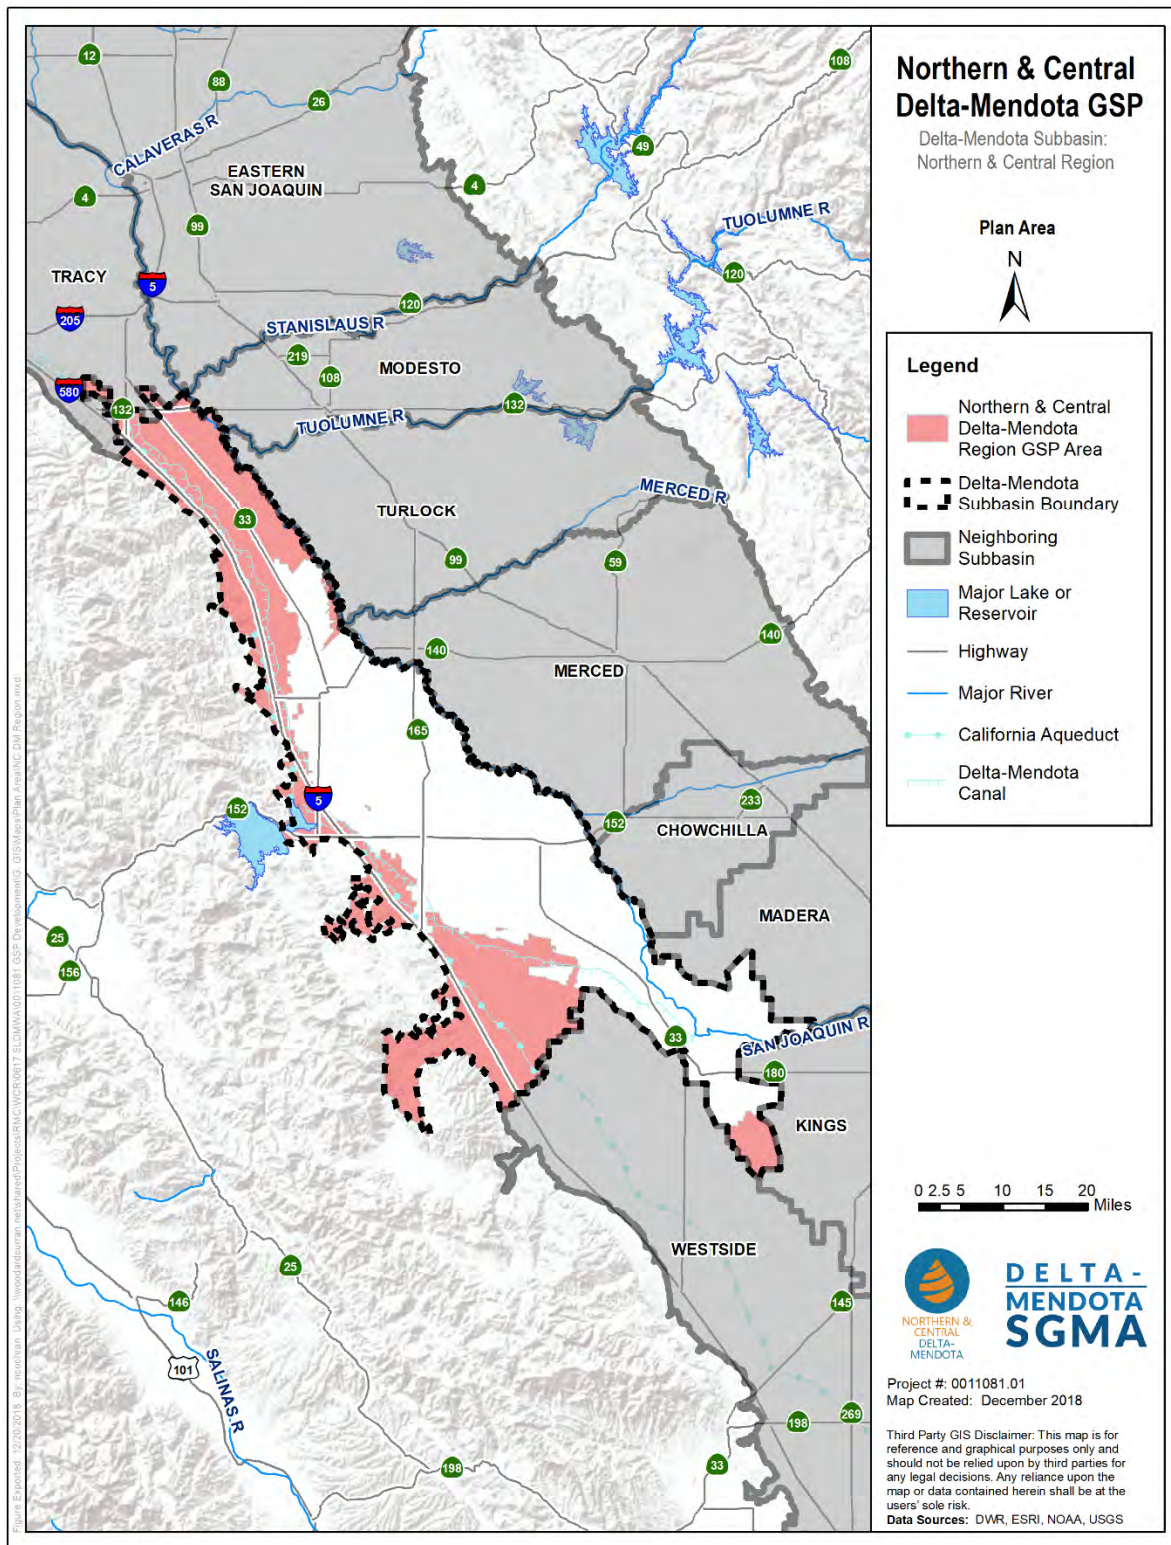 Northern & Central
Delta-Mendota GSP
Delta-Mendota Subbasin:
Northern & Central Region
Plan Area
N
Legend
Northern & Central
Delta-Mendota
Region GSP Area
Delta-Mendota
Subbasin Boundary
Neighboring
Subbasin
Major Lake or
Reservoir
Highway
Major River
California Aqueduct
Delta-Mendota
Canal
0 2.5 5 10 15 20
Miles
NORTHERN &
CENTRAL
DELTA-
MENDOTA
DELTA-
MENDOTA
SGMA
Project #: 0011081.01
Map Created: December 2018
Third Party GIS Disclaimer: This map is for
reference and graphical purposes only and
should not be relied upon by third parties for
any legal decisions. Any reliance upon the
map or data contained herein shall be at the
users' sole risk.
Data Sources: DWR, ESRI, NOAA, USGS
12
88
26
108
49
CALAVERAS R
EASTERN
SAN JOAQUIN
4
4
99
TUOLUMNE R
TRACY
5
120
120
205
STANISLAUS R
219
MODESTO
108
580
132
132
TUOLUMNE R
MERCED R
33
TURLOCK
99
59
140
140
MERCED
165
5
152
233
152
CHOWCHILLA
MADERA
25
156
33
SAN JOAQUIN R
180
KINGS
WESTSIDE
25
146
145
101
SALINAS R
198
269
33
198